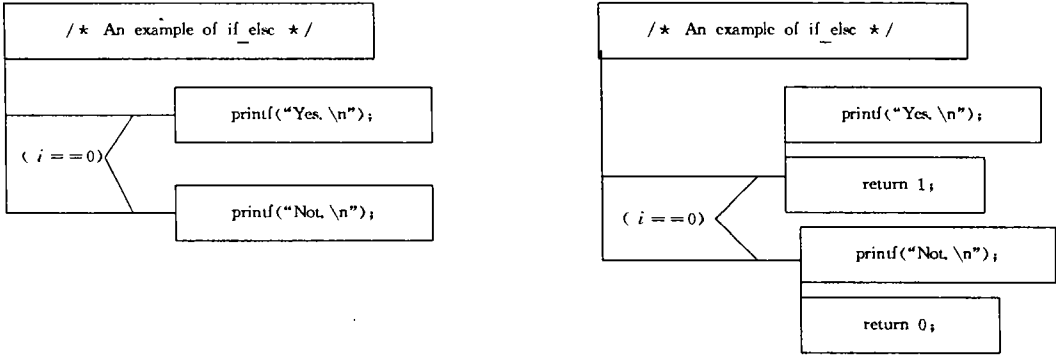 /* An example of if_else */
printf("Yes. \n");
( i ==0)
printf("Not. \n");
/* An example of if_else */
printf("Yes. \n");
return 1;
( i ==0)
printf("Not. \n");
return 0;